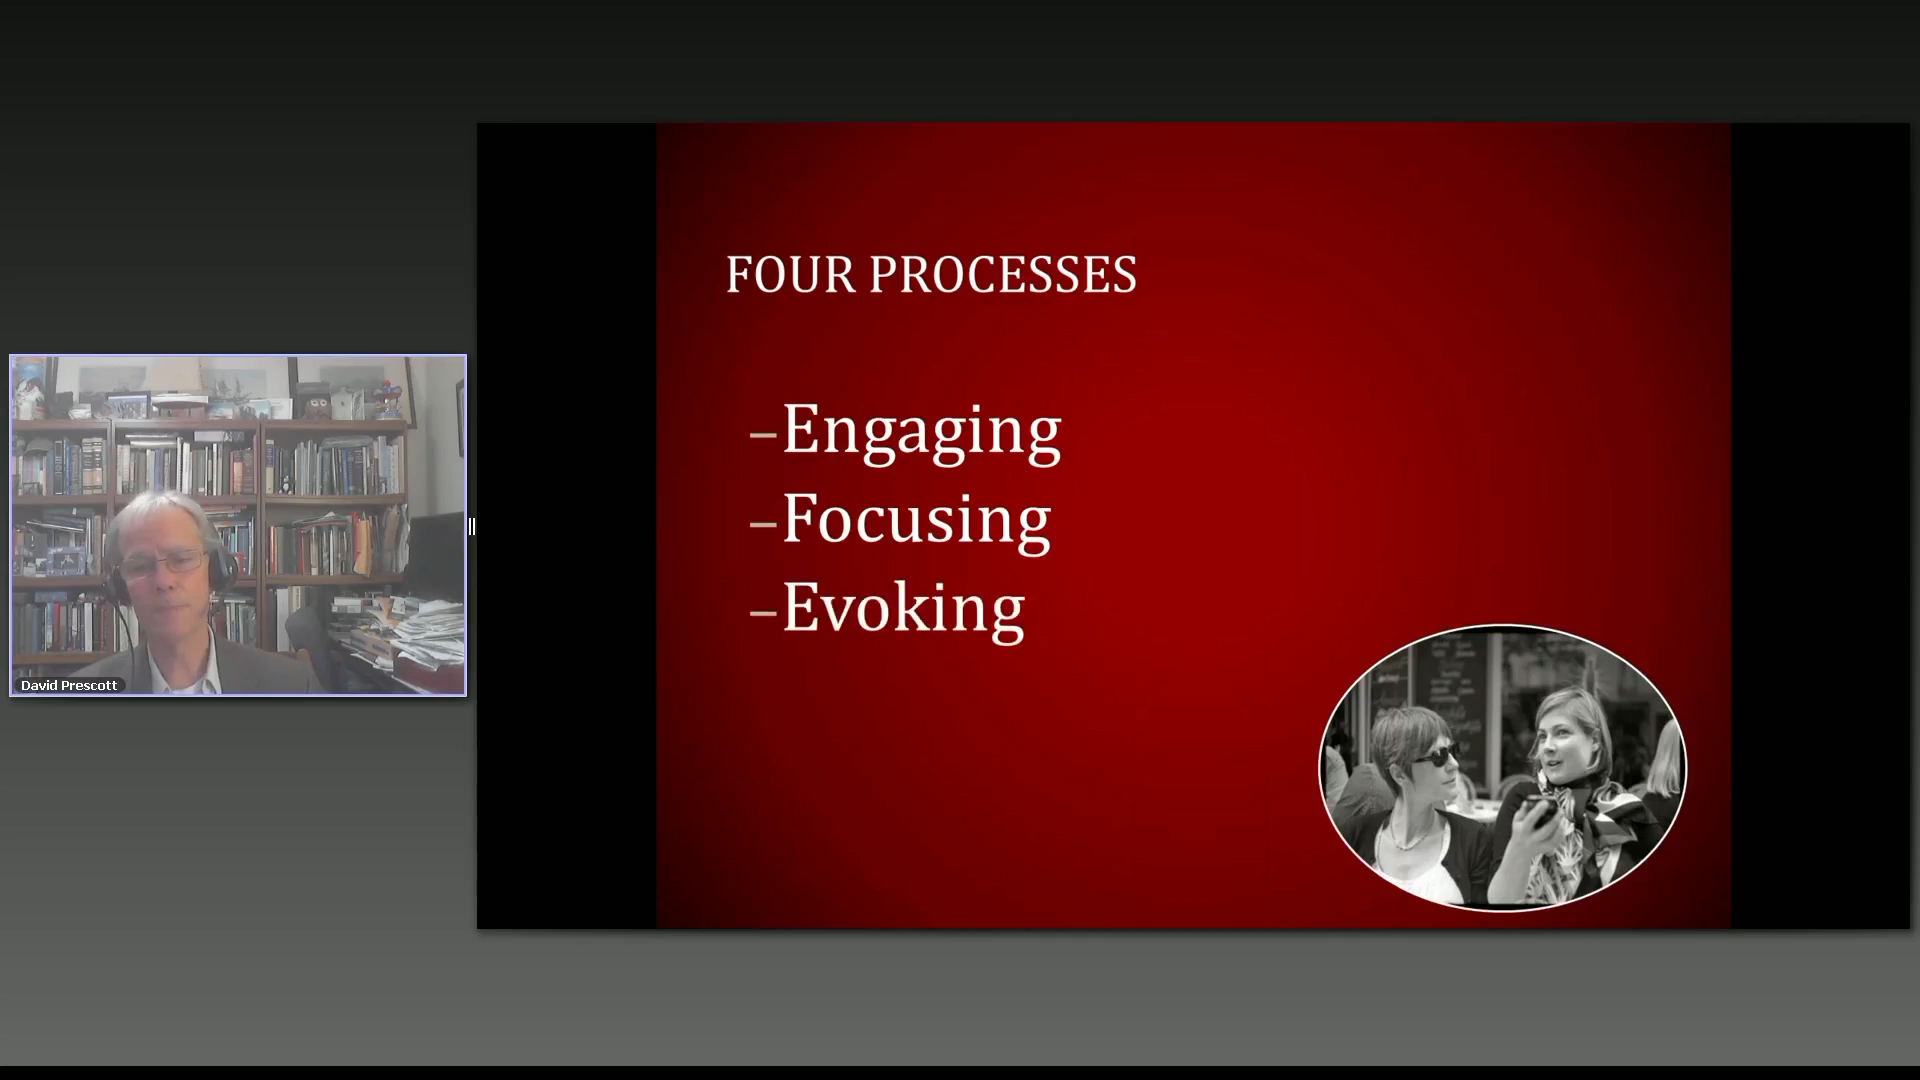 FOUR PROCESSES
–Engaging
–Focusing
–Evoking
David Prescott